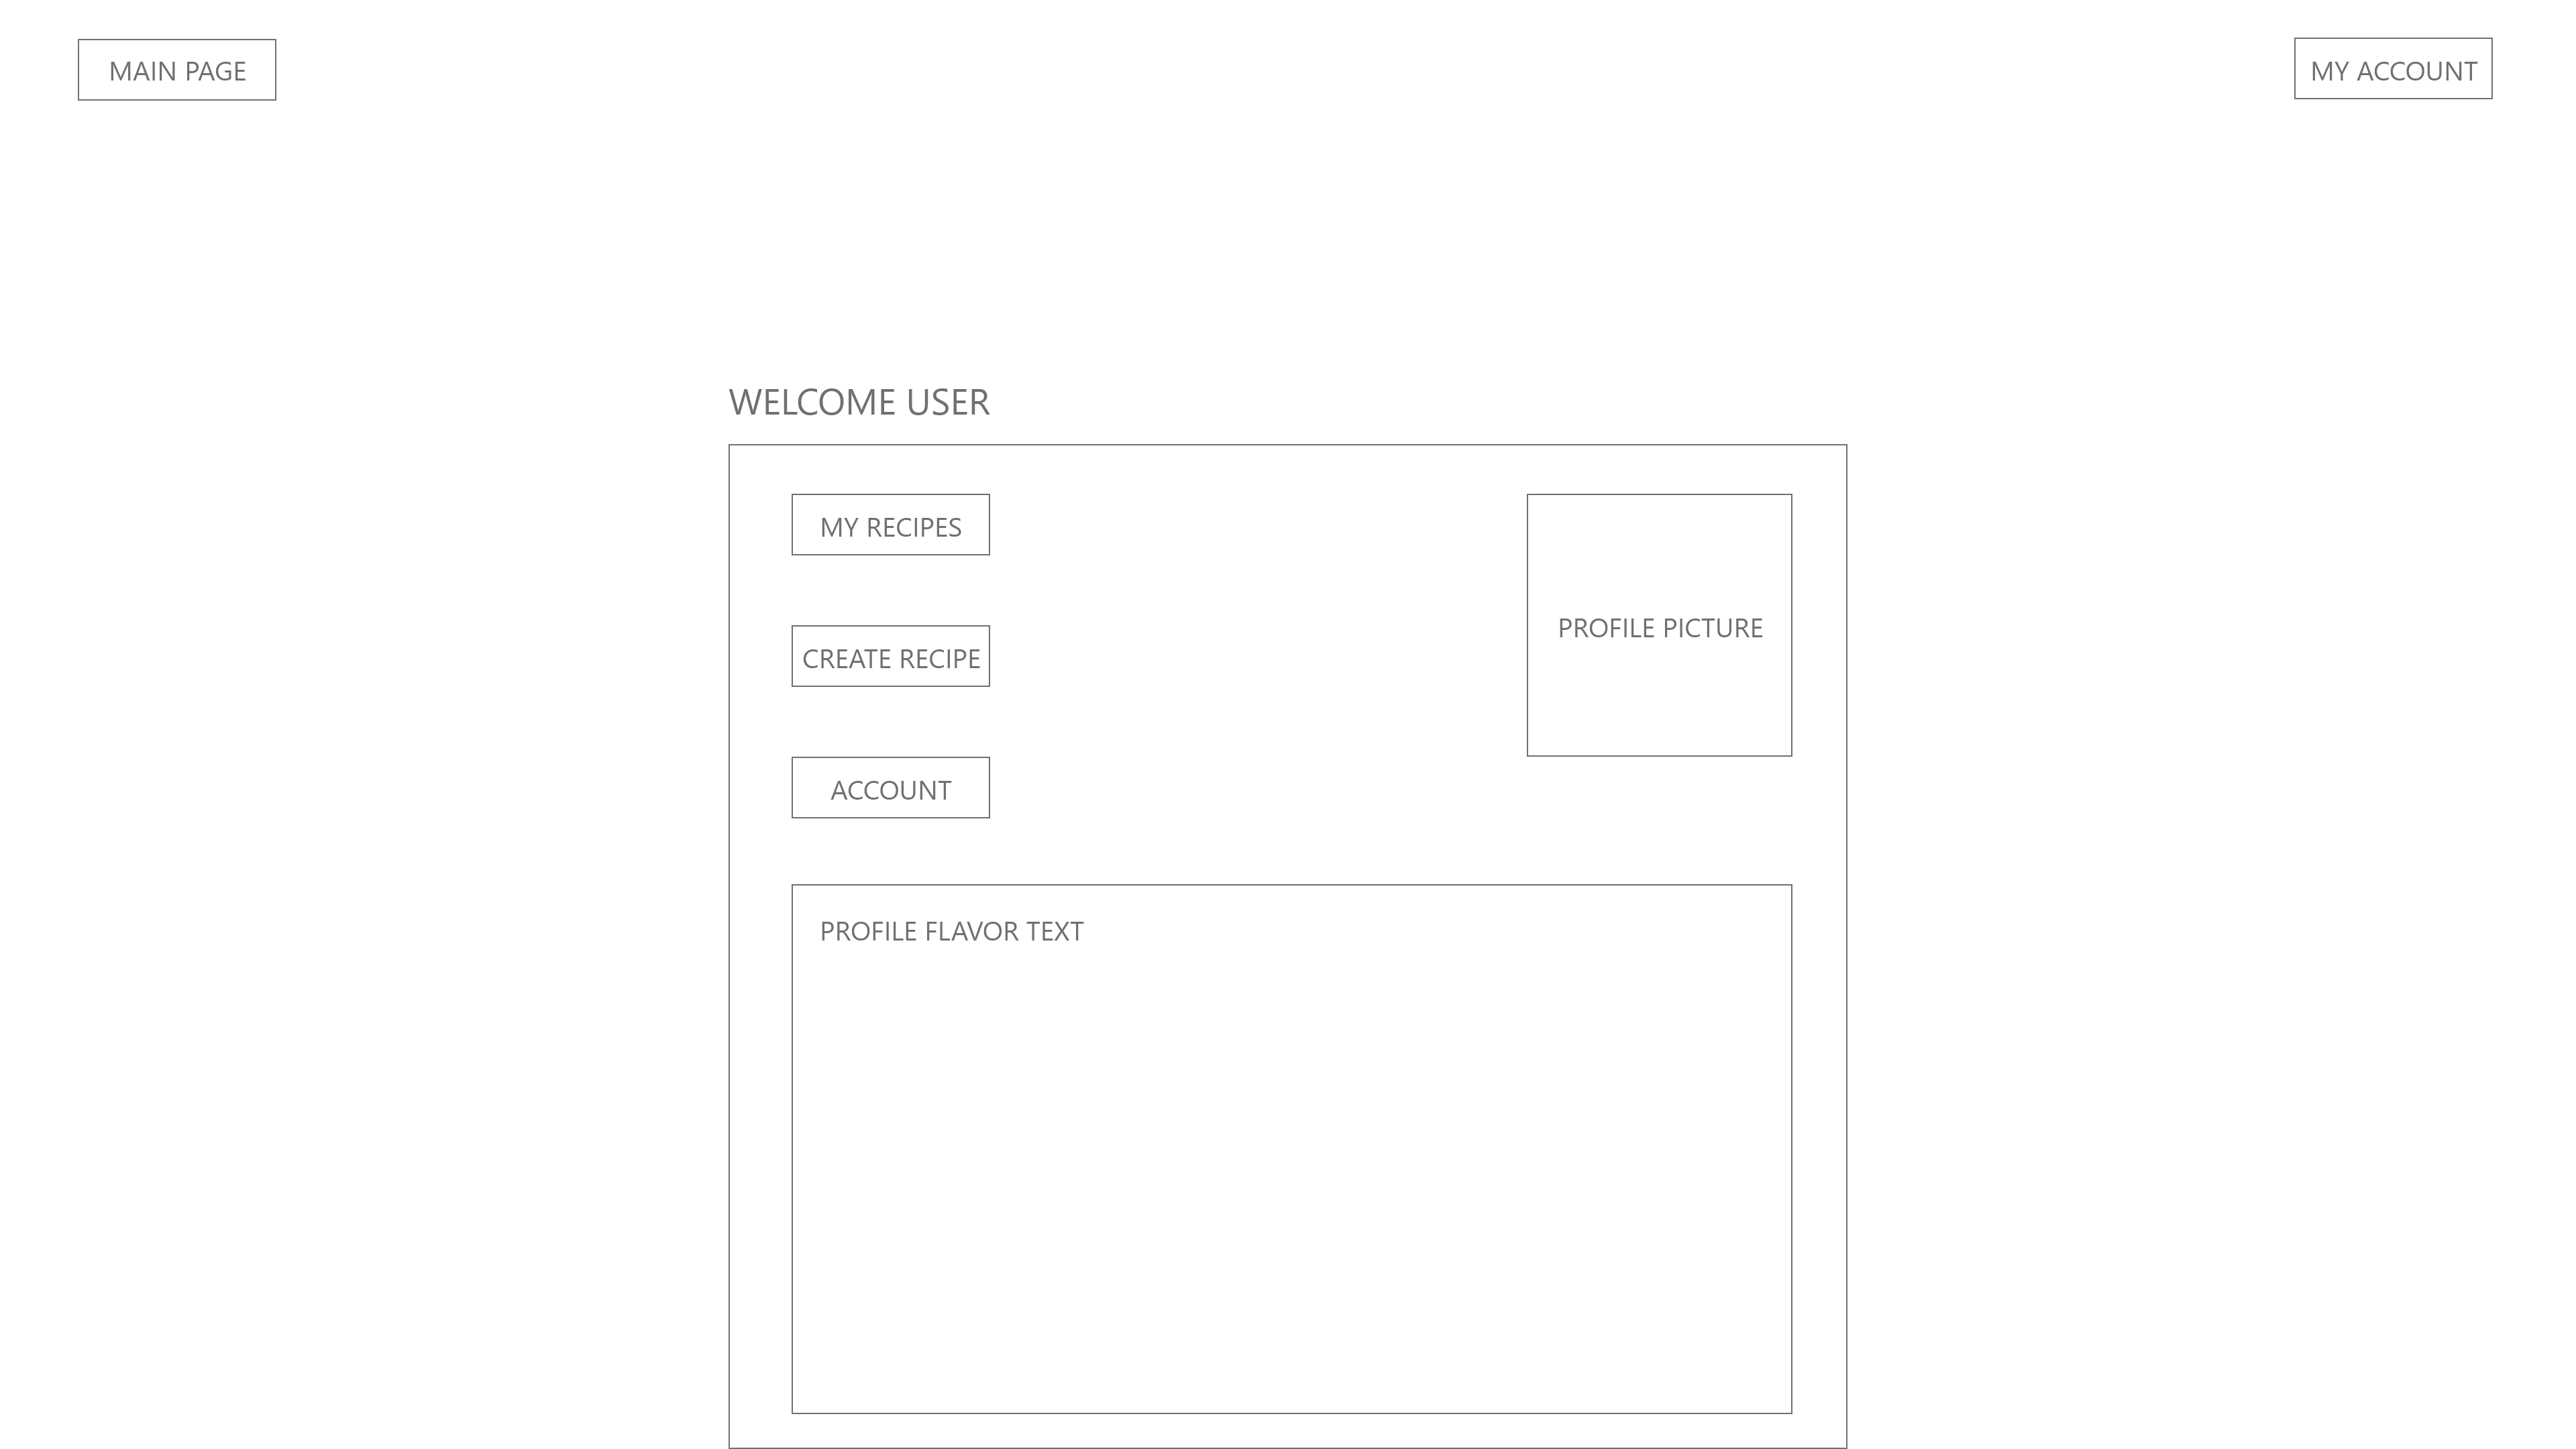 MAIN PAGE
MY ACCOUNT
WELCOME USER
MY RECIPES
CREATE RECIPE
ACCOUNT
PROFILE PICTURE
PROFILE FLAVOR TEXT